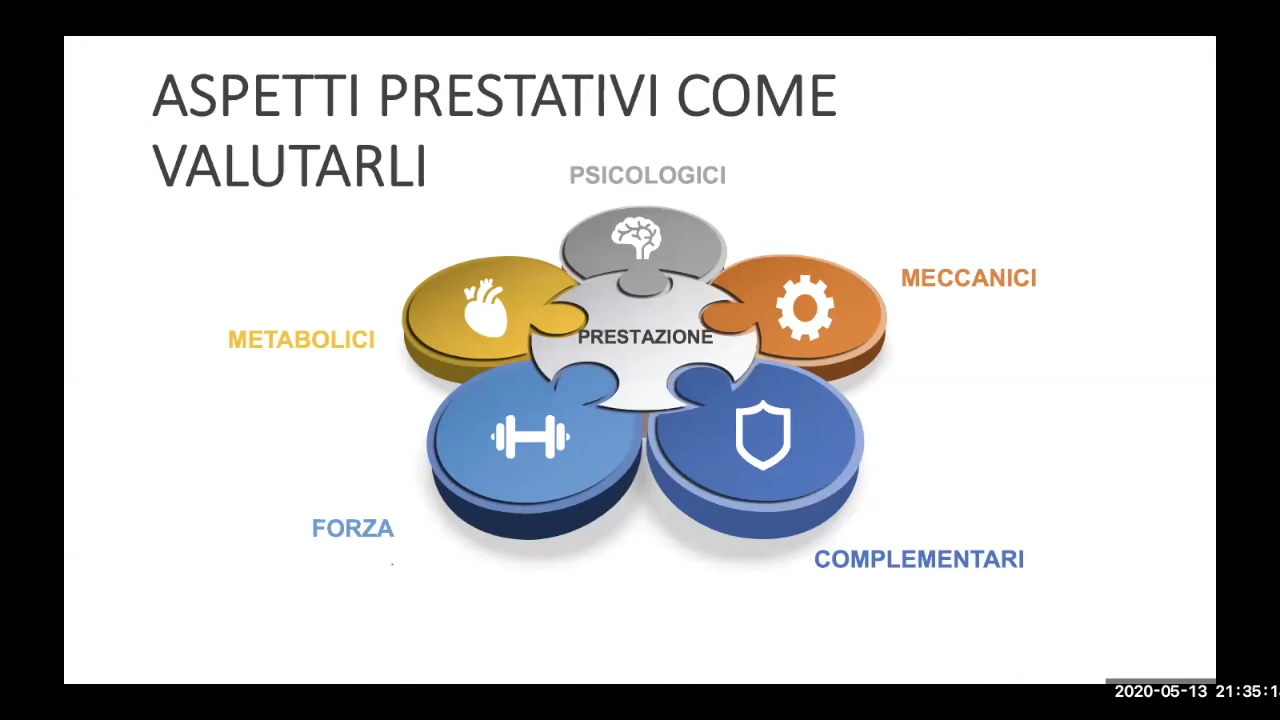 ASPETTI PRESTATIVI COME
VALUTARLI
PSICOLOGICI
MECCANICI
METABOLICI
PRESTAZIONE
FORZA
COMPLEMENTARI
2020-05-13 21:35:1